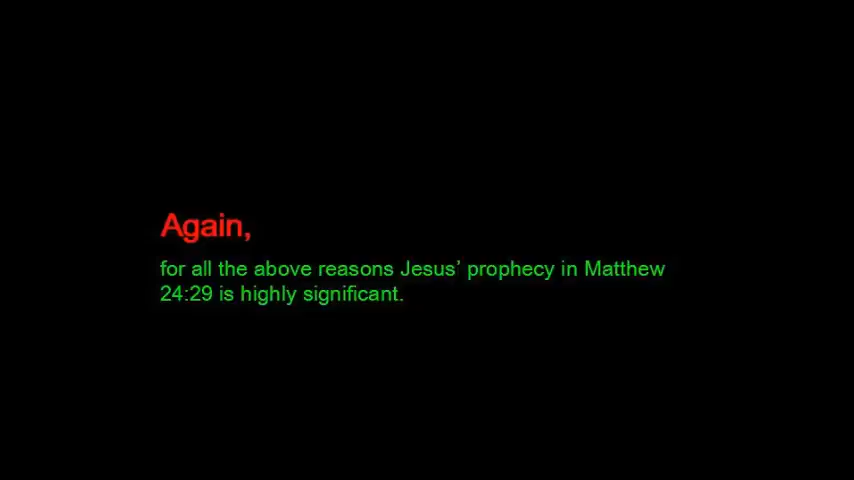 Again,
for all the above reasons Jesus’ prophecy in Matthew
24:29 is highly significant.